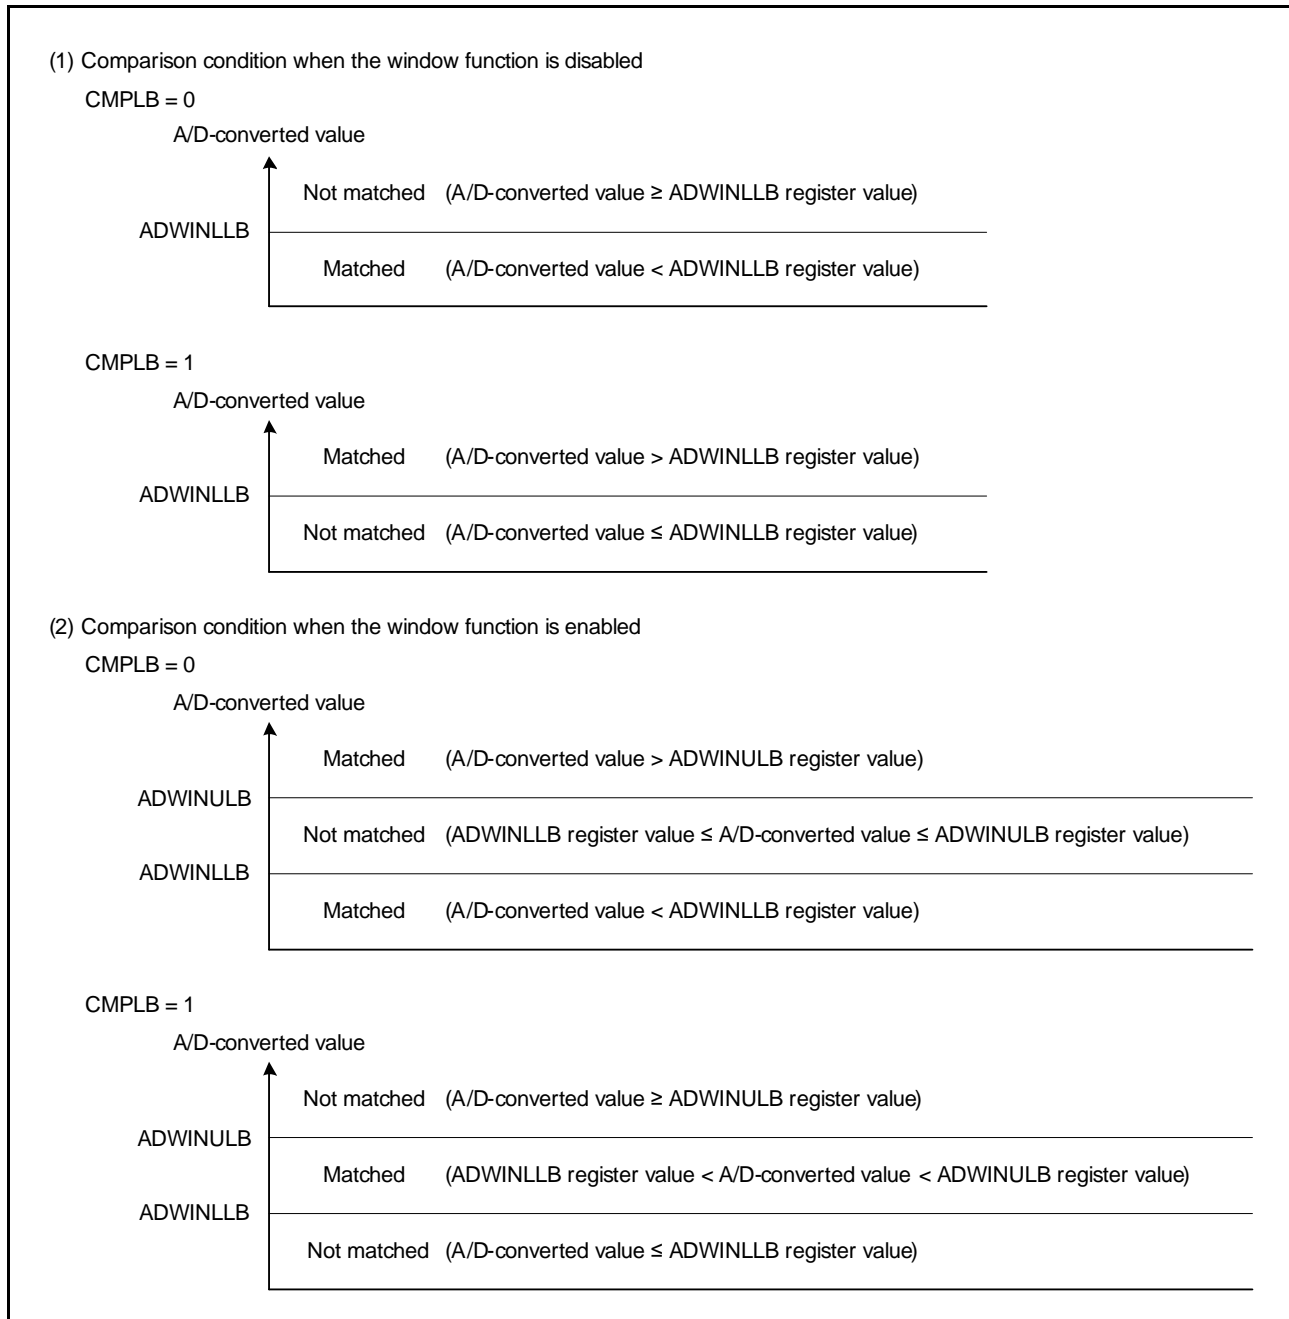 (1) Comparison condition when the window function is disabled
CMPLB = 0
A/D-converted value
Not matched (A/D-converted value ≥ ADWINLLB register value)
ADWINLLB
Matched (A/D-converted value < ADWINLLB register value)
CMPLB = 1
A/D-converted value
Matched (A/D-converted value > ADWINLLB register value)
ADWINLLB
Not matched (A/D-converted value ≤ ADWINLLB register value)
(2) Comparison condition when the window function is enabled
CMPLB = 0
A/D-converted value
Matched (A/D-converted value > ADWINULB register value)
ADWINULB
Not matched (ADWINLLB register value ≤ A/D-converted value ≤ ADWINULB register value)
ADWINLLB
Matched (A/D-converted value < ADWINLLB register value)
CMPLB = 1
A/D-converted value
Not matched (A/D-converted value ≥ ADWINULB register value)
ADWINULB
Matched (ADWINLLB register value < A/D-converted value < ADWINULB register value)
ADWINLLB
Not matched (A/D-converted value ≤ ADWINLLB register value)